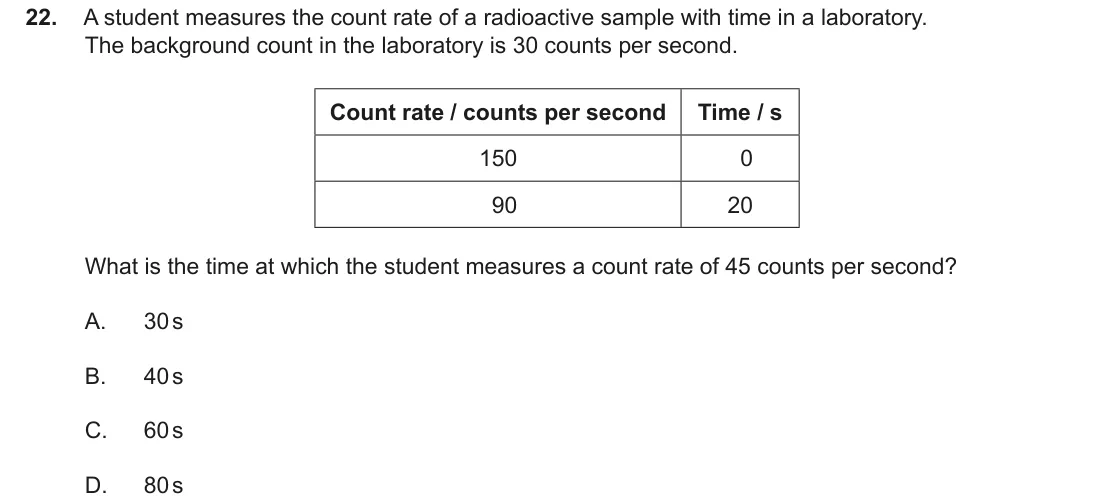 22. A student measures the count rate of a radioactive sample with time in a laboratory.
The background count in the laboratory is 30 counts per second.
Count rate / counts per second Time / s
150 0
90 20
What is the time at which the student measures a count rate of 45 counts per second?
A. 30 s
B. 40 s
C. 60 s
D. 80 s